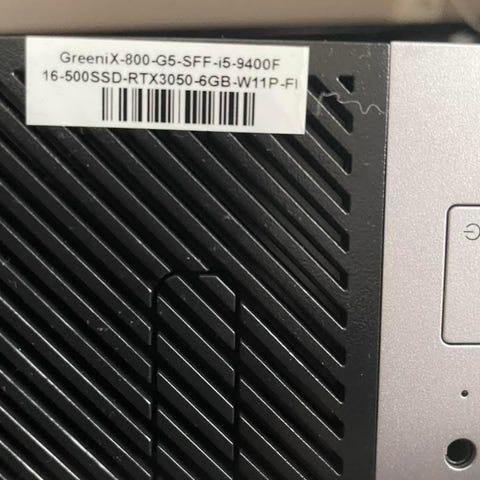 GreeniX-800-G5-SFF-i5-9400F
16-500SSD-RTX3050-6GB-W11P-FI